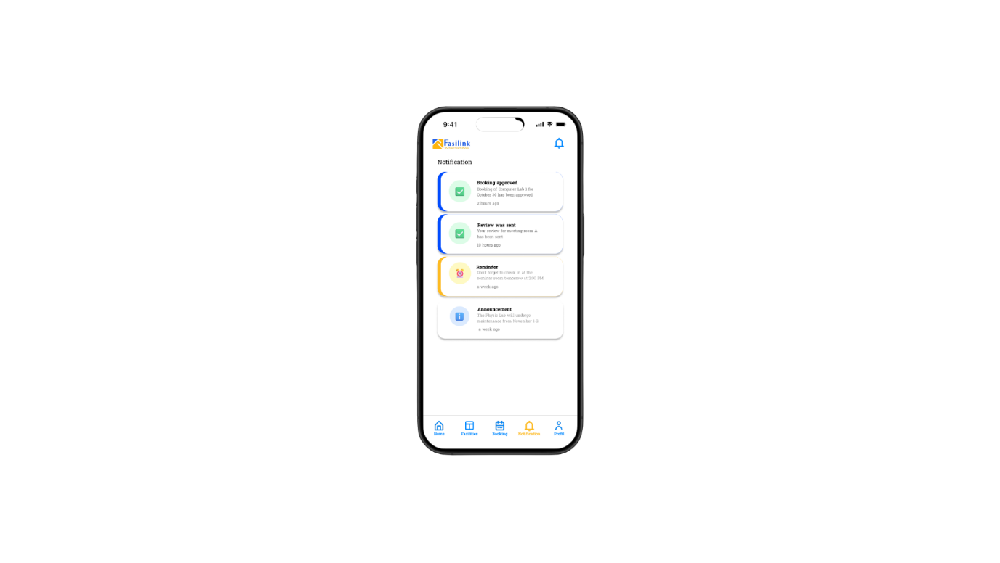 9:41
Fasilink
Notification
Booking approved
Booking of Computer Lab 1 for
October 30 has been approved
2 hours ago
Review was sent
Your review for meeting room A
has been sent
10 hours ago
Reminder
Don't forget to check in at the
seminar room tomorrow at 2:00 PM.
a week ago
Announcement
The Physic Lab will undergo
maintenance from November 1-3.
a week ago
Home
Facilities
Booking
Notification
Profil